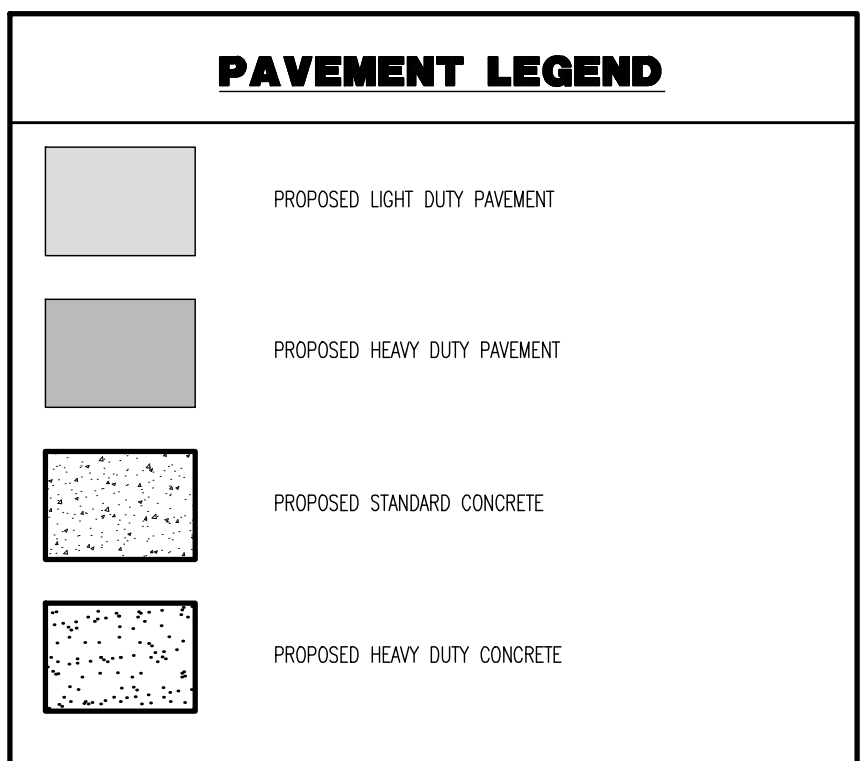 PAVEMENT LEGEND
PROPOSED LIGHT DUTY PAVEMENT
PROPOSED HEAVY DUTY PAVEMENT
PROPOSED STANDARD CONCRETE
PROPOSED HEAVY DUTY CONCRETE